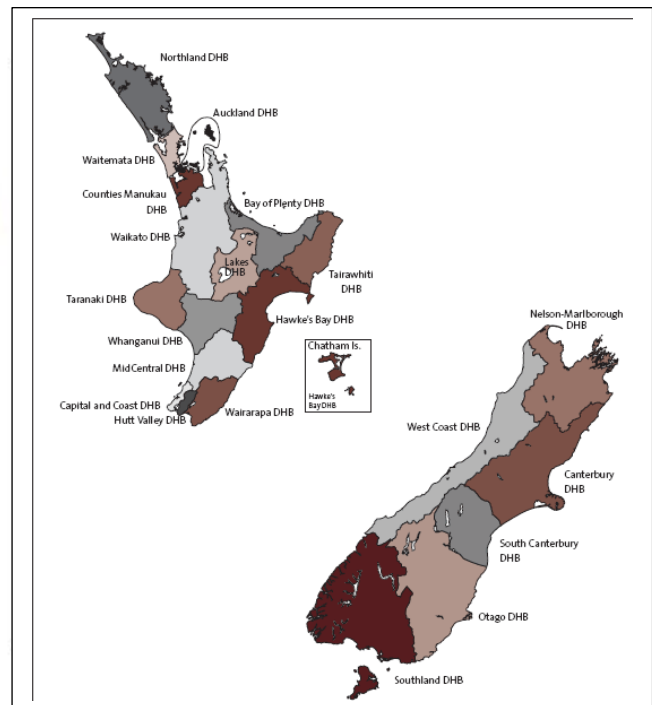 Northland DHB
Auckland DHB
Waitemata DHB
Counties Manukau
DHB
Bay of Plenty DHB
Waikato DHB
Lakes
DHB
Tairawhiti
DHB
Taranaki DHB
Nelson-Marlborough
DHB
Hawke's Bay DHB
Whanganui DHB
Chatham Is.
MidCentral DHB
Hawke's
Bay DHB
Capital and Coast DHB
Wairarapa DHB
Hutt Valley DHB
West Coast DHB
Canterbury
DHB
South Canterbury
DHB
Otago DHB
Southland DHB